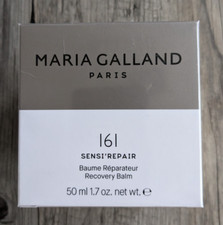 MARIA GALLAND
PARIS
161
SENSI'REPAIR
Baume Réparateur
Recovery Balm
50 ml 1.7 oz. net wt. ℮